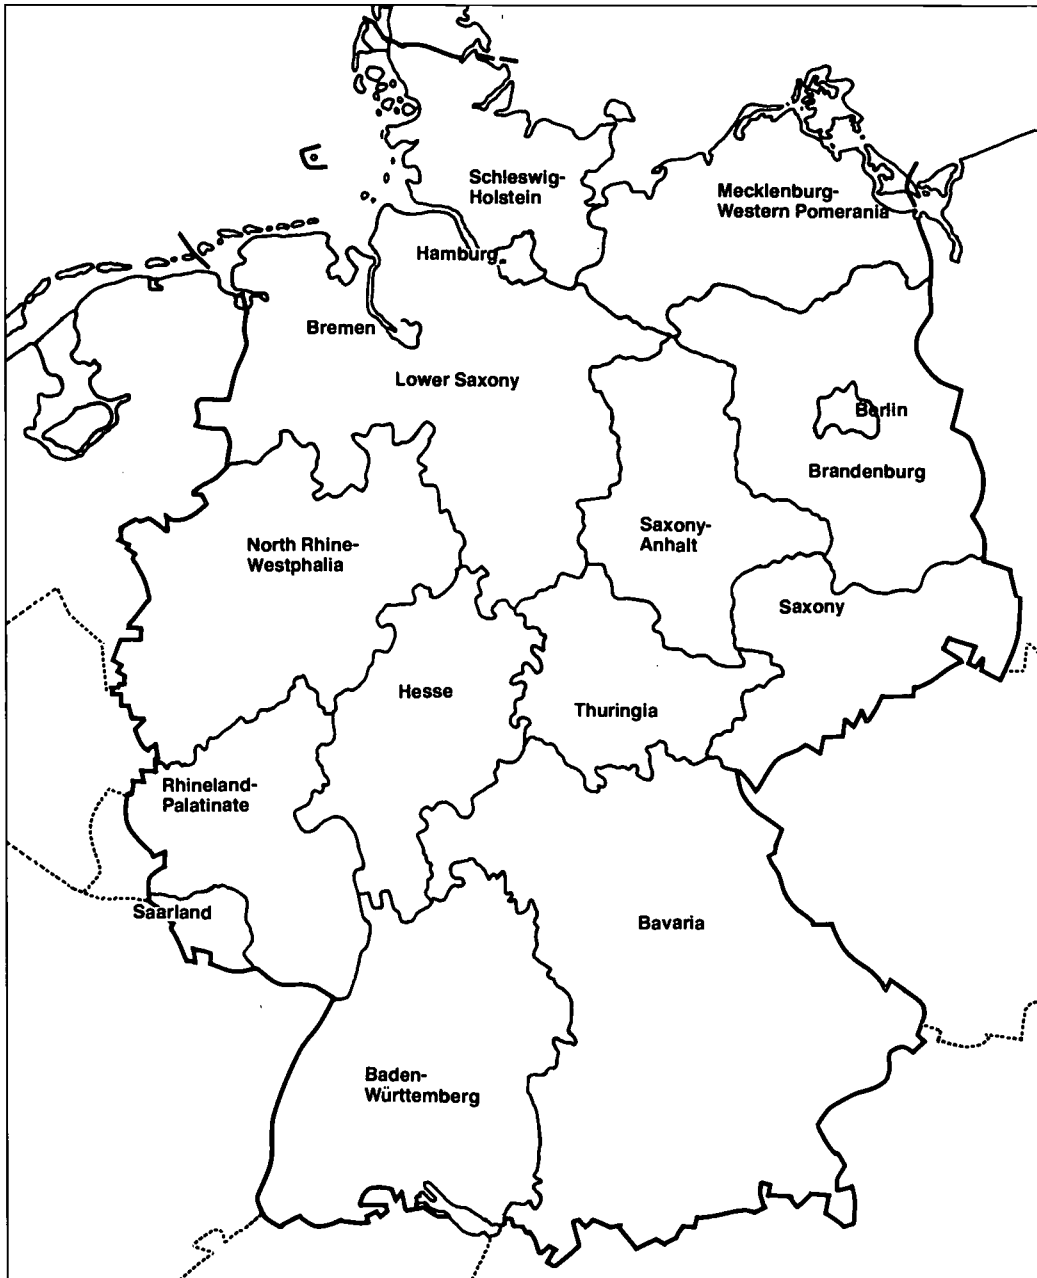 Schleswig-
Holstein
Mecklenburg-
Western Pomerania
Hamburg
Bremen
Lower Saxony
Berlin
Brandenburg
North Rhine-
Westphalia
Saxony-
Anhalt
Saxony
Hesse
Thuringia
Rhineland-
Palatinate
Saarland
Bavaria
Baden-
Württemberg